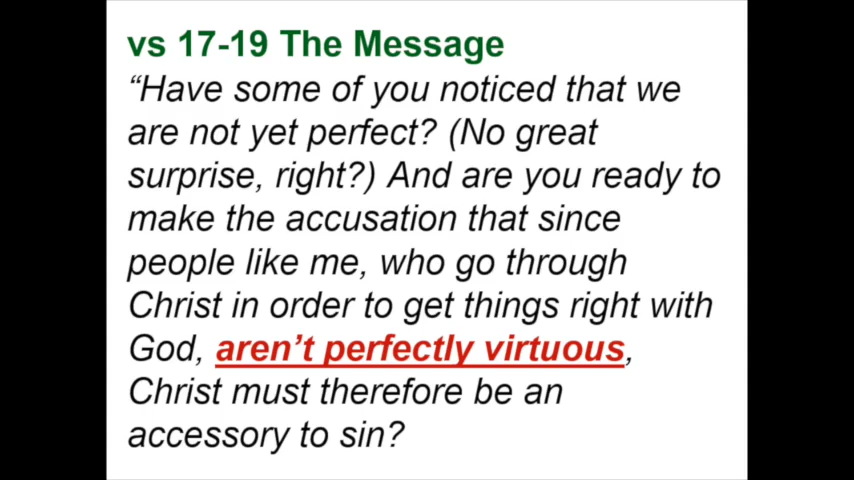 vs 17-19 The Message
“Have some of you noticed that we
are not yet perfect? (No great
surprise, right?) And are you ready to
make the accusation that since
people like me, who go through
Christ in order to get things right with
God, aren’t perfectly virtuous,
Christ must therefore be an
accessory to sin?